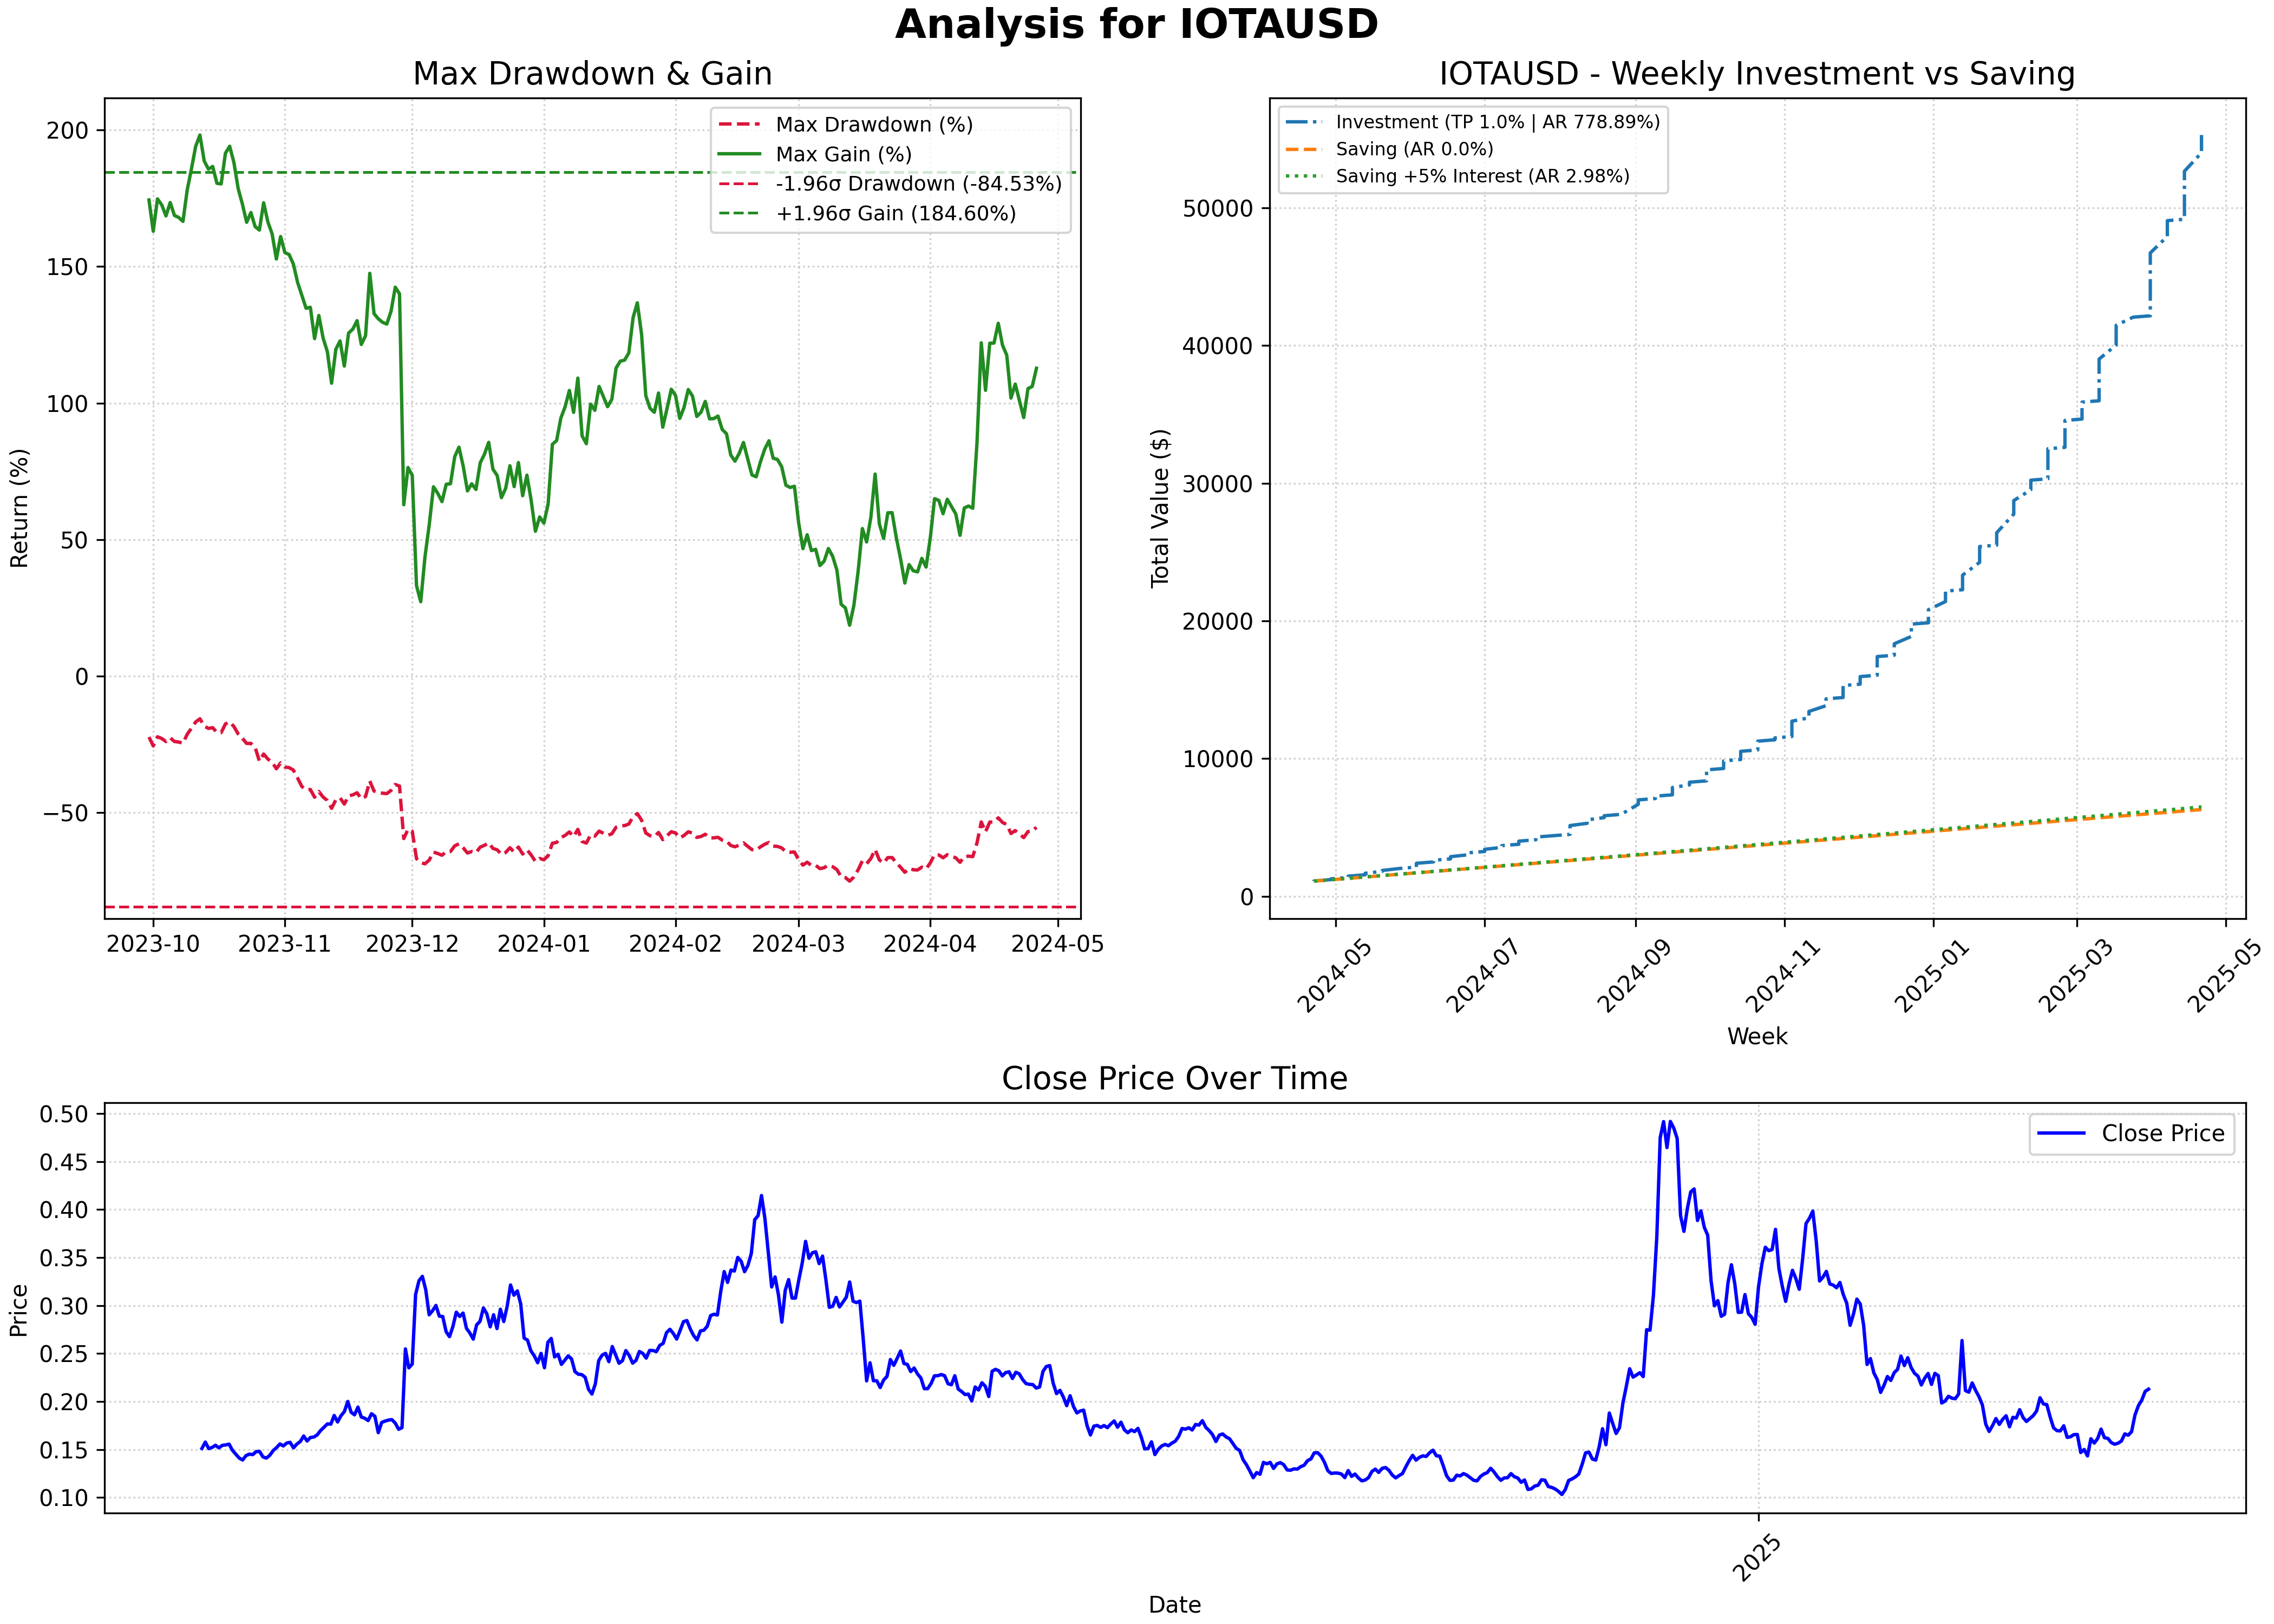 Analysis for IOTAUSD
Max Drawdown & Gain
Return (%)
200
150
100
50
0
−50
2023-10
2023-11
2023-12
2024-01
2024-02
2024-03
2024-04
2024-05
Max Drawdown (%)
Max Gain (%)
-1.96σ Drawdown (-84.53%)
+1.96σ Gain (184.60%)
IOTAUSD - Weekly Investment vs Saving
Total Value ($)
50000
40000
30000
20000
10000
0
Investment (TP 1.0% | AR 778.89%)
Saving (AR 0.0%)
Saving +5% Interest (AR 2.98%)
2024-05
2024-07
2024-09
2024-11
2025-01
2025-03
2025-05
Week
Close Price Over Time
Price
0.50
0.45
0.40
0.35
0.30
0.25
0.20
0.15
0.10
Close Price
2025
Date